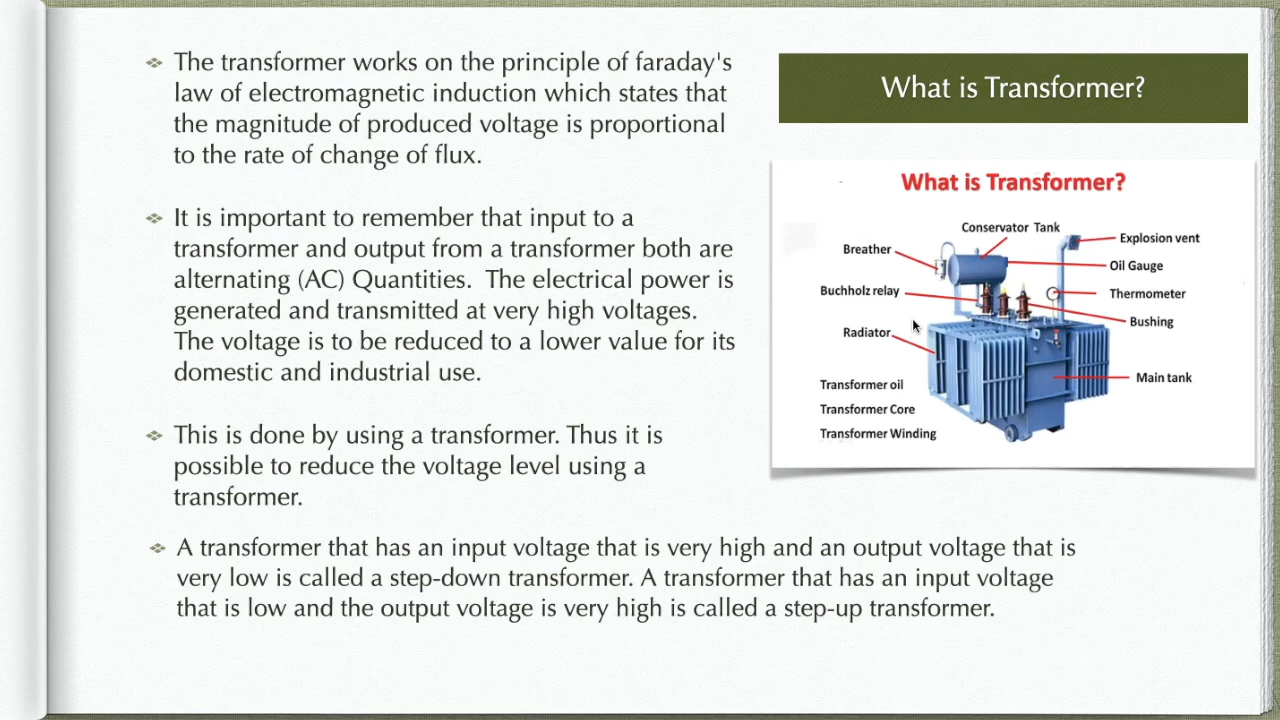 The transformer works on the principle of faraday's
law of electromagnetic induction which states that
the magnitude of produced voltage is proportional
to the rate of change of flux.
It is important to remember that input to a
transformer and output from a transformer both are
alternating (AC) Quantities.  The electrical power is
generated and transmitted at very high voltages.
The voltage is to be reduced to a lower value for its
domestic and industrial use.
This is done by using a transformer. Thus it is
possible to reduce the voltage level using a
transformer.
A transformer that has an input voltage that is very high and an output voltage that is
very low is called a step-down transformer. A transformer that has an input voltage
that is low and the output voltage is very high is called a step-up transformer.
What is Transformer?
What is Transformer?
Conservator Tank
Breather
Explosion vent
Oil Gauge
Buchholz relay
Thermometer
Bushing
Radiator
Main tank
Transformer oil
Transformer Core
Transformer Winding